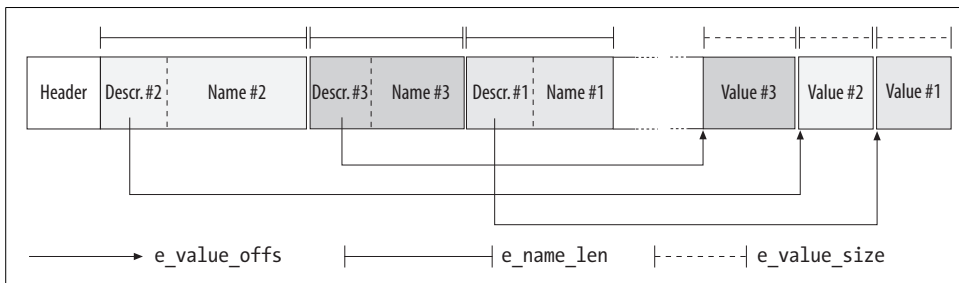 Header Descr. #2 Name #2 Descr. #3 Name #3 Descr. #1 Name #1 Value #3 Value #2 Value #1
e_value_offs e_name_len e_value_size